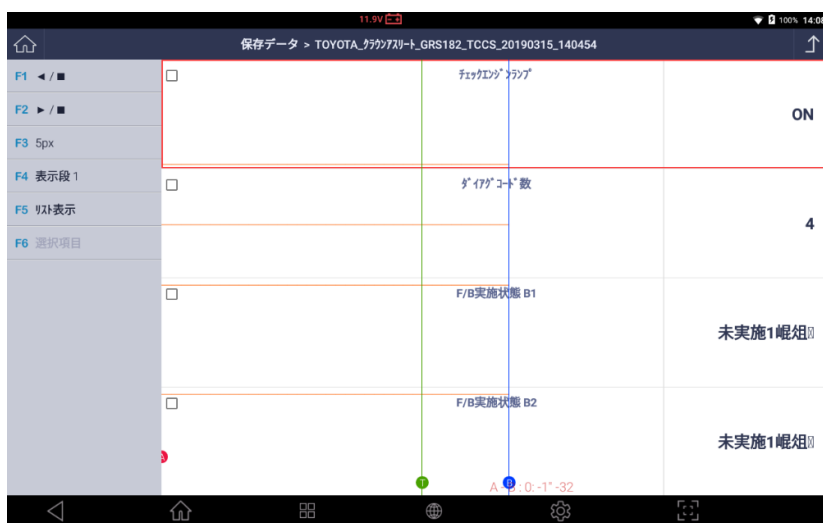 11.9V
100% 14:08
保存データ > TOYOTA_ｸﾗｳﾝｱｽﾘｰﾄ_GRS182_TCCS_20190315_140454
F1 ◄ / ■
F2 ► / ■
F3 5px
F4 表示段 1
F5 ﾘｽﾄ表示
F6 選択項目
ﾁｪｯｸｴﾝｼﾞﾝﾗﾝﾌﾟ
ON
ﾀﾞｲｱｸﾞｺｰﾄﾞ数
4
F/B実施状態 B1
未実施1崐俎
F/B実施状態 B2
未実施1崐俎
A
T
B
A - B : 0: -1" -32